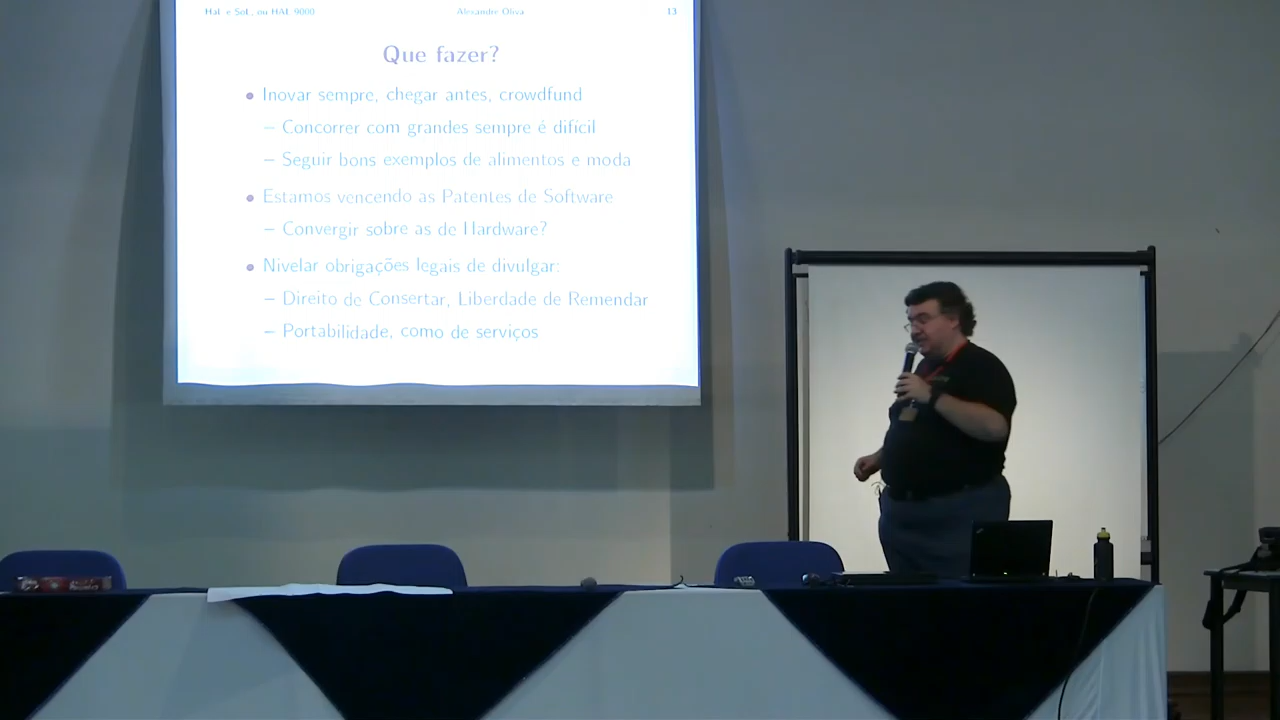 HaL e SoL, ou HAL 9000 Alexandre Oliva 13
Que fazer?
• Inovar sempre, chegar antes, crowdfund
– Concorrer com grandes sempre é difícil
– Seguir bons exemplos de alimentos e moda
• Estamos vencendo as Patentes de Software
– Convergir sobre as de Hardware?
• Nivelar obrigações legais de divulgar:
– Direito de Consertar, Liberdade de Remendar
– Portabilidade, como de serviços